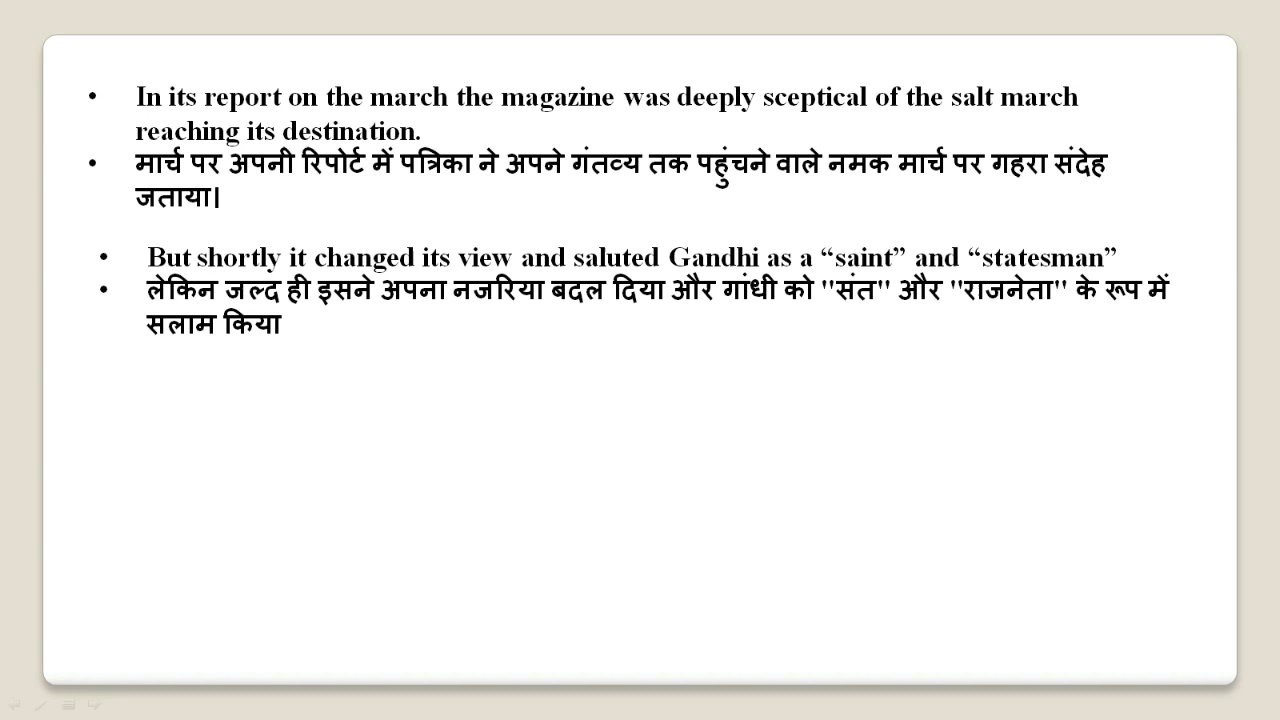 • In its report on the march the magazine was deeply sceptical of the salt march
reaching its destination.
• मार्च पर अपनी रिपोर्ट में पत्रिका ने अपने गंतव्य तक पहुंचने वाले नमक मार्च पर गहरा संदेह
जताया।
• But shortly it changed its view and saluted Gandhi as a “saint” and “statesman”
• लेकिन जल्द ही इसने अपना नजरिया बदल दिया और गांधी को "संत" और "राजनेता" के रूप में
सलाम किया